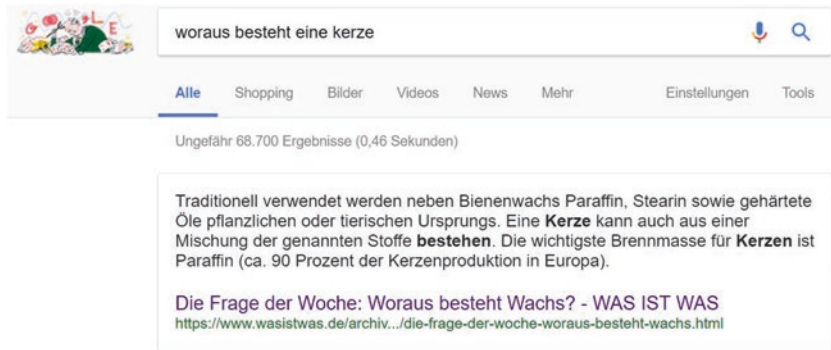 GOOGLE
woraus besteht eine kerze
Alle Shopping Bilder Videos News Mehr Einstellungen Tools
Ungefähr 68.700 Ergebnisse (0,46 Sekunden)
Traditionell verwendet werden neben Bienenwachs Paraffin, Stearin sowie gehärtete
Öle pflanzlichen oder tierischen Ursprungs. Eine Kerze kann auch aus einer
Mischung der genannten Stoffe bestehen. Die wichtigste Brennmasse für Kerzen ist
Paraffin (ca. 90 Prozent der Kerzenproduktion in Europa).
Die Frage der Woche: Woraus besteht Wachs? - WAS IST WAS
https://www.wasistwas.de/archiv.../die-frage-der-woche-woraus-besteht-wachs.html